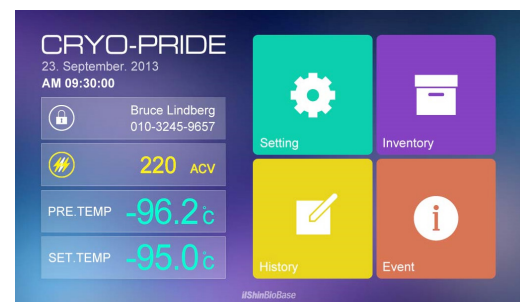 CRYO-PRIDE
23. September. 2013
AM 09:30:00
Bruce Lindberg
010-3245-9657
220 ACV
PRE.TEMP -96.2℃
SET.TEMP -95.0℃
Setting
Inventory
History
Event
ilShinBioBase